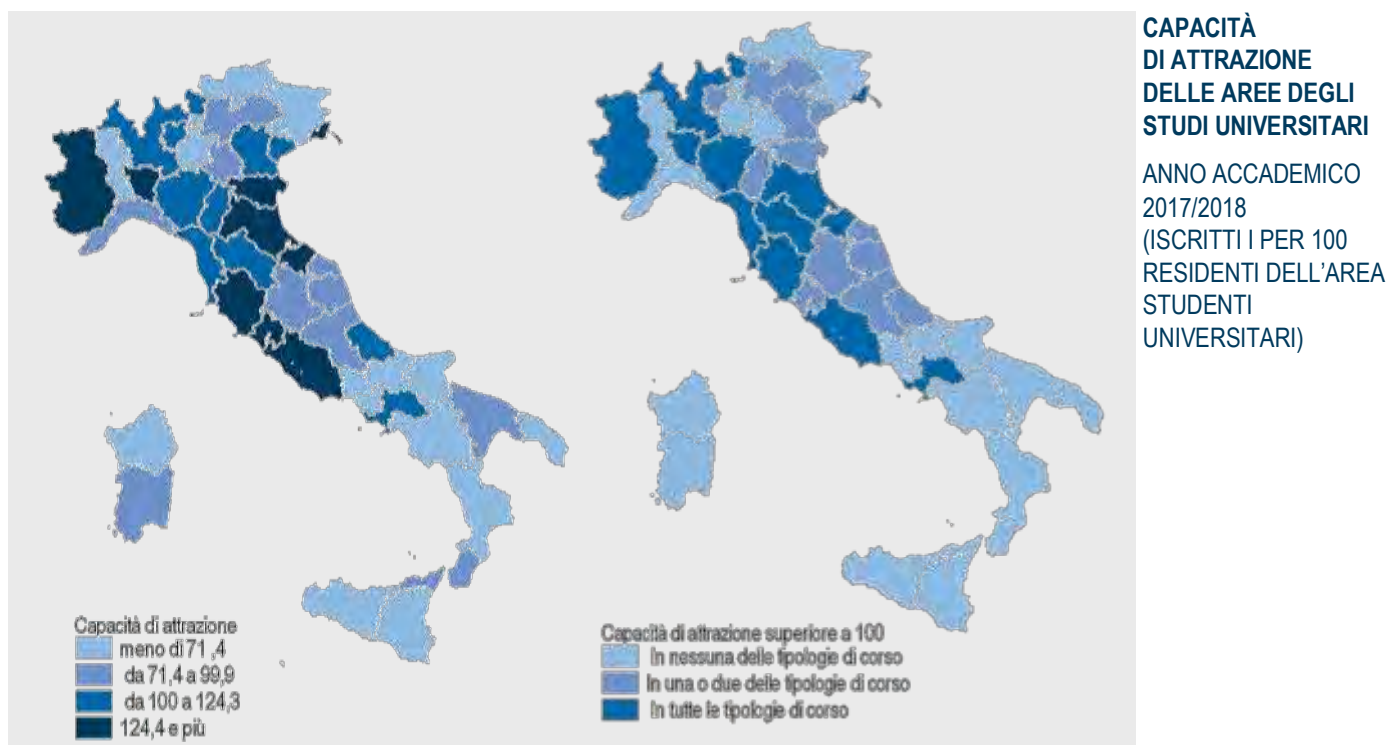 CAPACITÀ
DI ATTRAZIONE
DELLE AREE DEGLI
STUDI UNIVERSITARI
ANNO ACCADEMICO
2017/2018
(ISCRITTI I PER 100
RESIDENTI DELL'AREA
STUDENTI
UNIVERSITARI)
Capacità di attrazione
meno di 71 ,4
da 71,4 a 99,9
da 100 a 124,3
124,4 e più
Capacità di attrazione superiore a 100
In nessuna delle tipologie di corso
In una o due delle tipologie di corso
In tutte le tipologie di corso